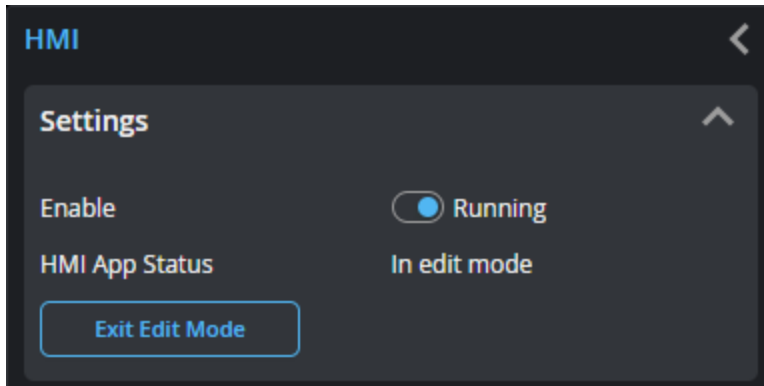 HMI
Settings
Enable Running
HMI App Status In edit mode
Exit Edit Mode